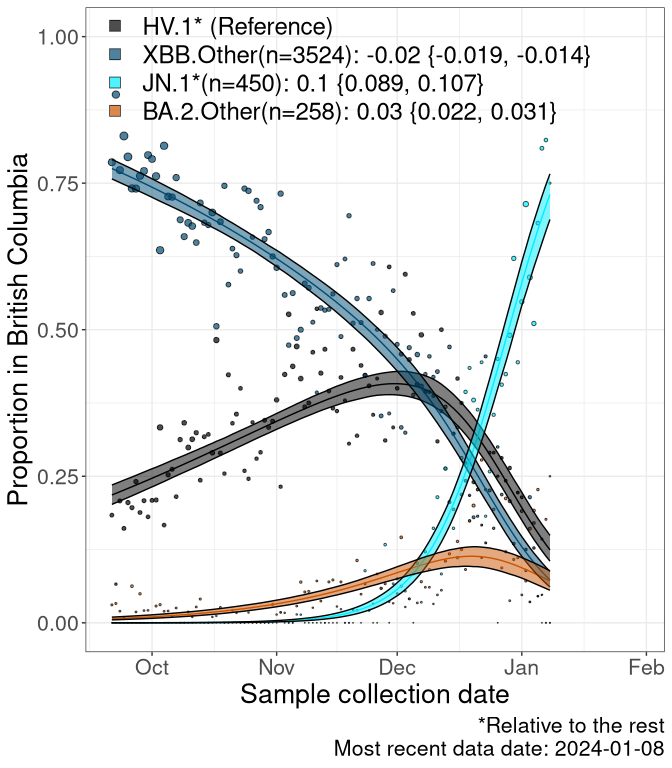 HV.1* (Reference)
XBB.Other(n=3524): -0.02 {-0.019, -0.014}
JN.1*(n=450): 0.1 {0.089, 0.107}
BA.2.Other(n=258): 0.03 {0.022, 0.031}
1.00
0.75
0.50
0.25
0.00
Proportion in British Columbia
Oct Nov Dec Jan Feb
Sample collection date
*Relative to the rest
Most recent data date: 2024-01-08